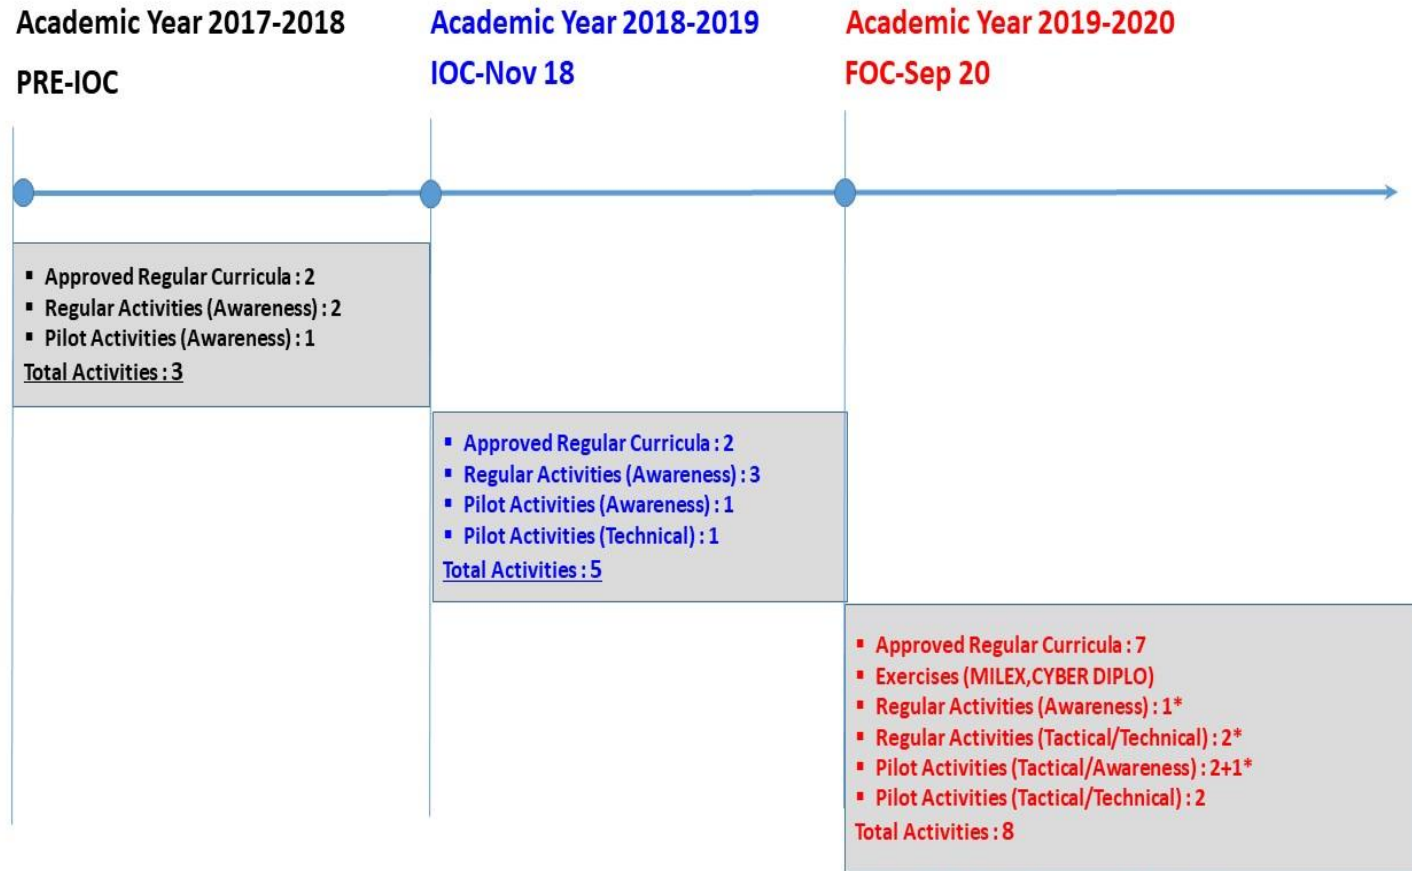 Academic Year 2017-2018
PRE-IOC
Academic Year 2018-2019
IOC-Nov 18
Academic Year 2019-2020
FOC-Sep 20
▪ Approved Regular Curricula : 2
▪ Regular Activities (Awareness) : 2
▪ Pilot Activities (Awareness) : 1
Total Activities : 3
▪ Approved Regular Curricula : 2
▪ Regular Activities (Awareness) : 3
▪ Pilot Activities (Awareness) : 1
▪ Pilot Activities (Technical) : 1
Total Activities : 5
▪ Approved Regular Curricula : 7
▪ Exercises (MILEX,CYBER DIPLO)
▪ Regular Activities (Awareness) : 1*
▪ Regular Activities (Tactical/Technical) : 2*
▪ Pilot Activities (Tactical/Awareness) : 2+1*
▪ Pilot Activities (Tactical/Technical) : 2
Total Activities : 8